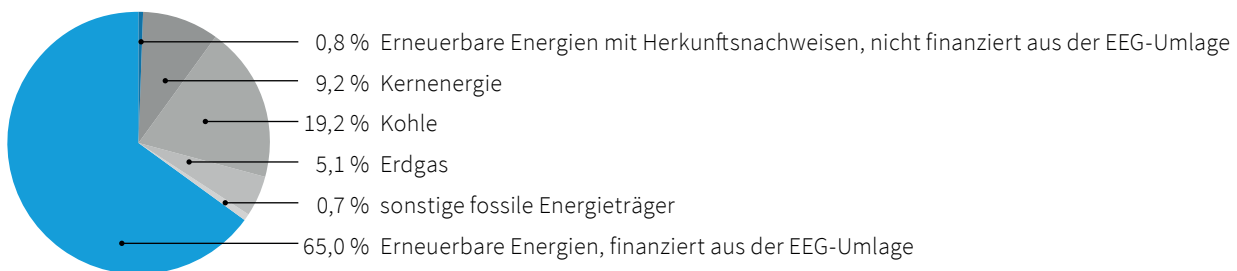 0,8 % Erneuerbare Energien mit Herkunftsnachweisen, nicht finanziert aus der EEG-Umlage
9,2 % Kernenergie
19,2 % Kohle
5,1 % Erdgas
0,7 % sonstige fossile Energieträger
65,0 % Erneuerbare Energien, finanziert aus der EEG-Umlage